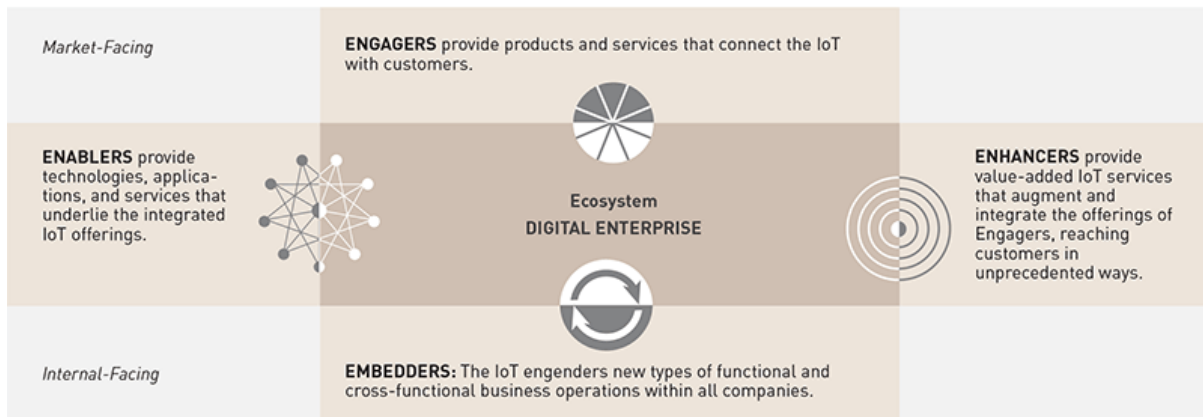 Market-Facing
ENGAGERS provide products and services that connect the IoT
with customers.
ENABLERS provide
technologies, applica-
tions, and services that
underlie the integrated
IoT offerings.
Ecosystem
DIGITAL ENTERPRISE
ENHANCERS provide
value-added IoT services
that augment and
integrate the offerings of
Engagers, reaching
customers in
unprecedented ways.
Internal-Facing
EMBEDDERS: The IoT engenders new types of functional and
cross-functional business operations within all companies.